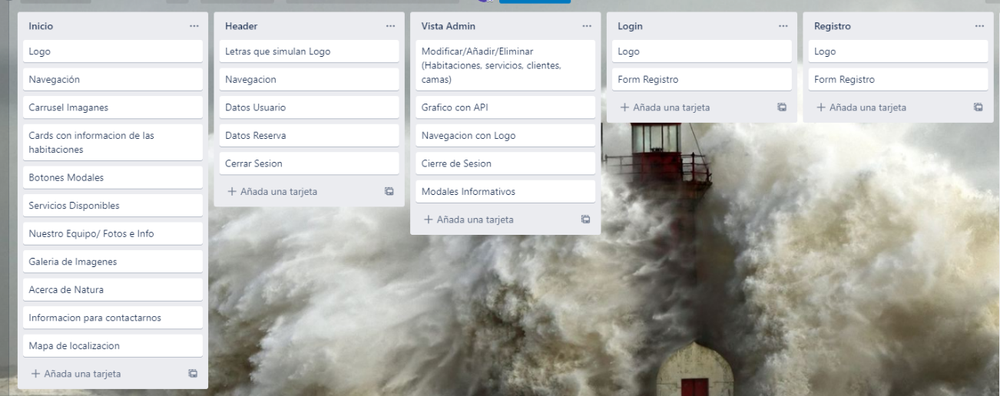 Inicio
Logo
Navegación
Carrusel Imaganes
Cards con informacion de las
habitaciones
Botones Modales
Servicios Disponibles
Nuestro Equipo/ Fotos e Info
Galeria de Imagenes
Acerca de Natura
Informacion para contactarnos
Mapa de localizacion
Añada una tarjeta
Header
Letras que simulan Logo
Navegacion
Datos Usuario
Datos Reserva
Cerrar Sesion
Añada una tarjeta
Vista Admin
Modificar/Añadir/Eliminar
(Habitaciones, servicios, clientes,
camas)
Grafico con API
Navegacion con Logo
Cierre de Sesion
Modales Informativos
Añada una tarjeta
Login
Logo
Form Registro
Añada una tarjeta
Registro
Logo
Form Registro
Añada una tarjeta